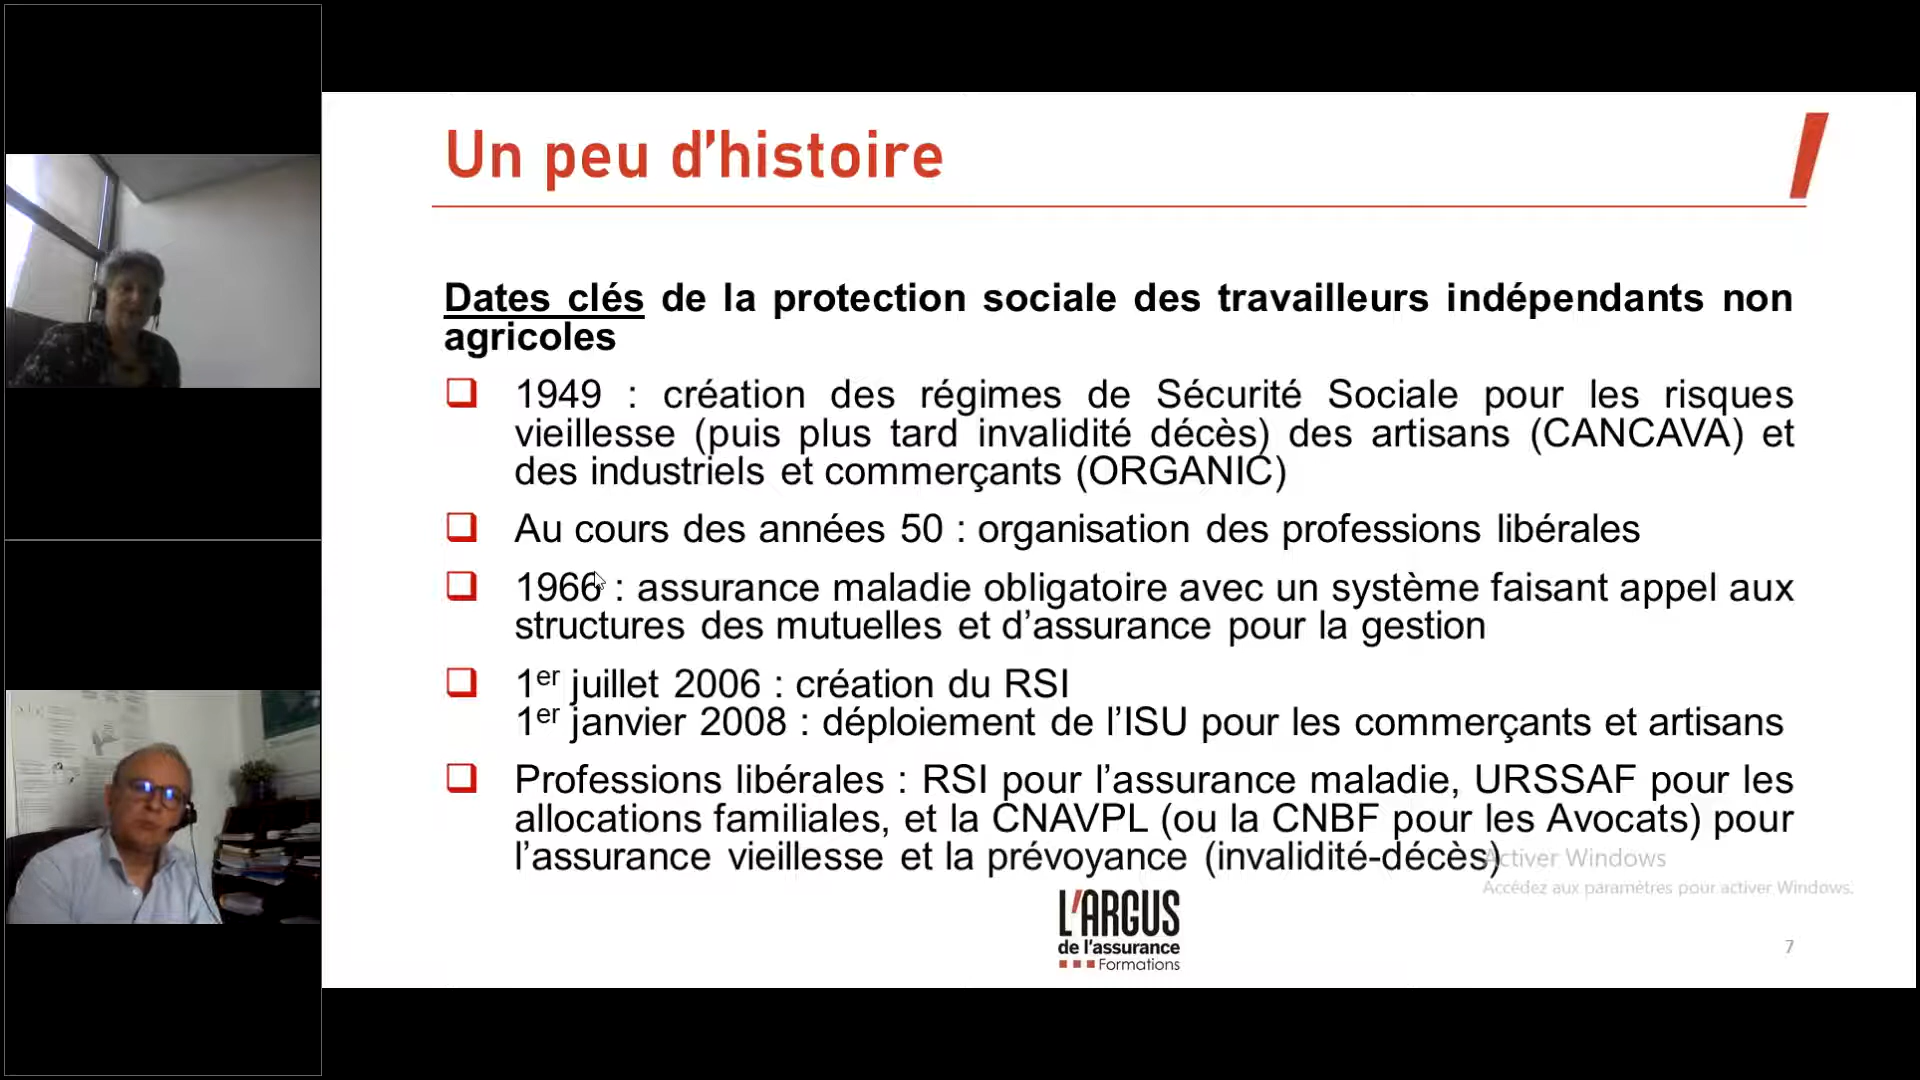 Un peu d'histoire
Dates clés de la protection sociale des travailleurs indépendants non
agricoles
1949 : création des régimes de Sécurité Sociale pour les risques
vieillesse (puis plus tard invalidité décès) des artisans (CANCAVA) et
des industriels et commerçants (ORGANIC)
Au cours des années 50 : organisation des professions libérales
1966 : assurance maladie obligatoire avec un système faisant appel aux
structures des mutuelles et d'assurance pour la gestion
1er juillet 2006 : création du RSI
1er janvier 2008 : déploiement de l'ISU pour les commerçants et artisans
Professions libérales : RSI pour l'assurance maladie, URSSAF pour les
allocations familiales, et la CNAVPL (ou la CNBF pour les Avocats) pour
l'assurance vieillesse et la prévoyance (invalidité-décès)
Activer Windows
Accédez aux paramètres pour activer Windows.
L'ARGUS
de l'assurance
Formations
7